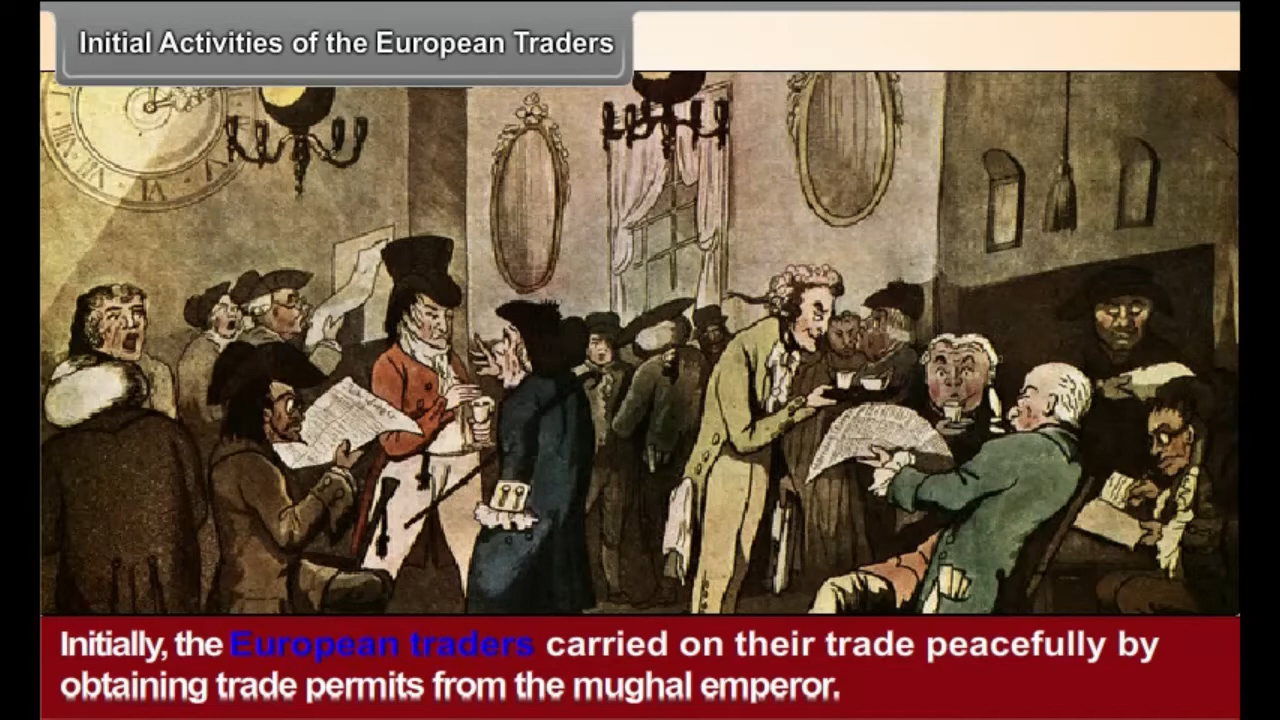 Initial Activities of the European Traders
Initially, the European traders carried on their trade peacefully by
obtaining trade permits from the mughal emperor.